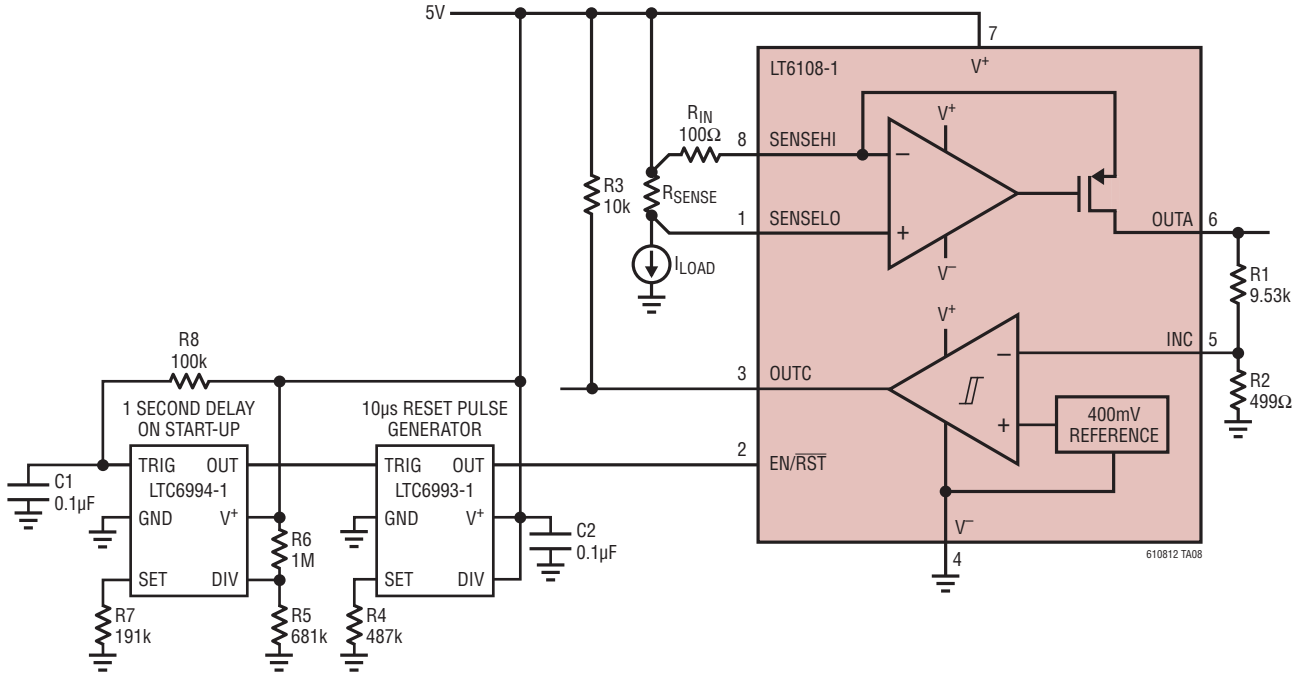 5V
7
LT6108-1
V+
RIN
100Ω
8
SENSEHI
V+
−
R3
10k
RSENSE
1
SENSELO
+
V−
OUTA
6
ILOAD
R1
9.53k
V+
INC
5
−
R8
100k
3
OUTC
R2
499Ω
1 SECOND DELAY
ON START-UP
10µs RESET PULSE
GENERATOR
400mV
REFERENCE
+
2
EN/RST
TRIG
OUT
LTC6994-1
GND
V+
SET
DIV
TRIG
OUT
LTC6993-1
GND
V+
SET
DIV
C1
0.1µF
R6
1M
C2
0.1µF
V−
4
610812 TA08
R7
191k
R5
681k
R4
487k